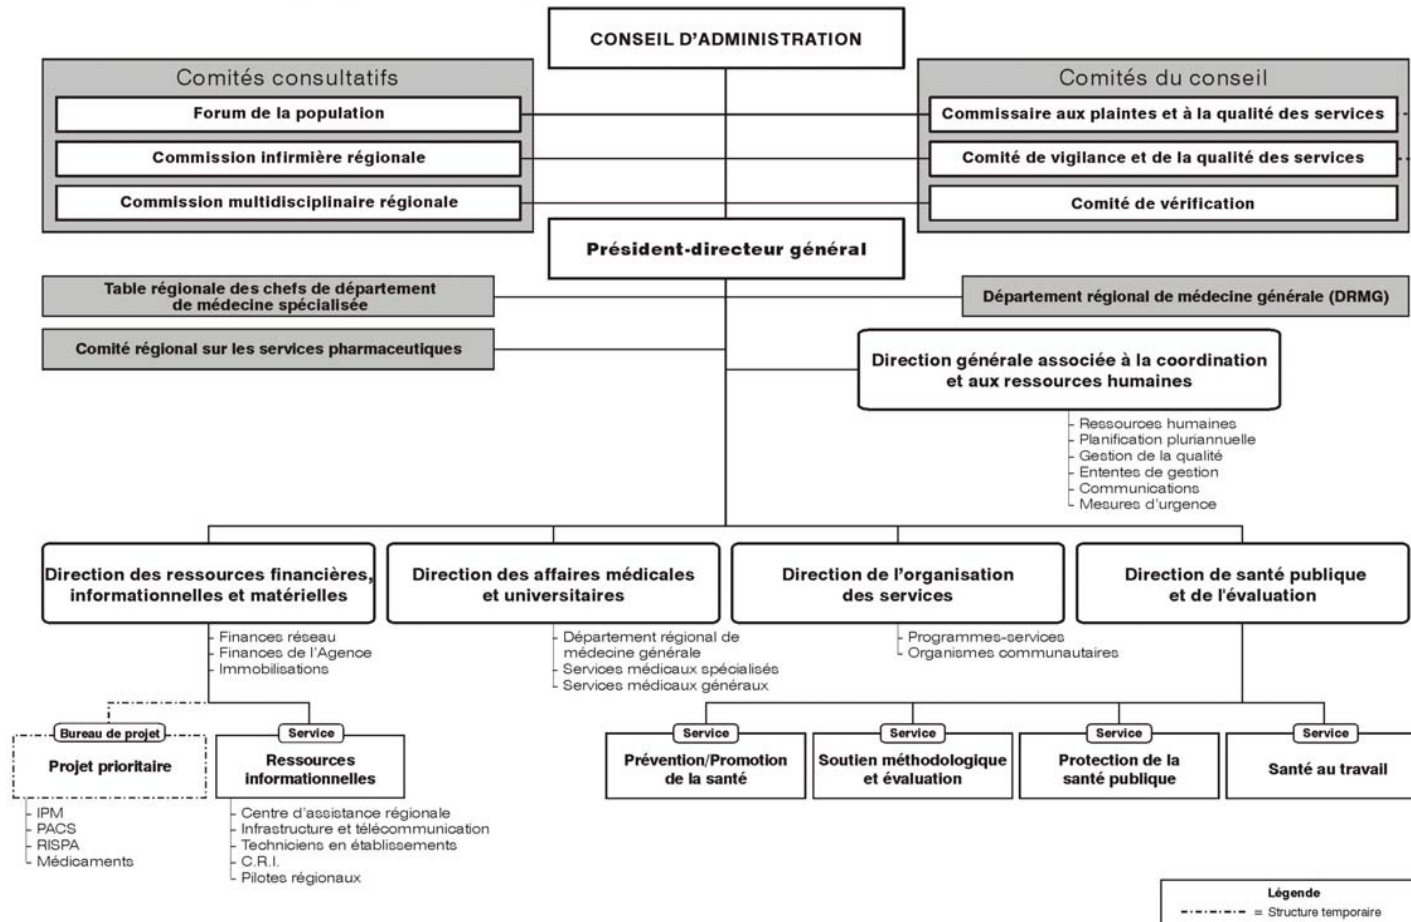 CONSEIL D'ADMINISTRATION
Comités consultatifs
Forum de la population
Commission infirmière régionale
Commission multidisciplinaire régionale
Comités du conseil
Commissaire aux plaintes et à la qualité des services
Comité de vigilance et de la qualité des services
Comité de vérification
Président-directeur général
Table régionale des chefs de département
de médecine spécialisée
Département régional de médecine générale (DRMG)
Comité régional sur les services pharmaceutiques
Direction générale associée à la coordination
et aux ressources humaines
- Ressources humaines
- Planification pluriannuelle
- Gestion de la qualité
- Ententes de gestion
- Communications
- Mesures d'urgence
Direction des ressources financières,
informationnelles et matérielles
- Finances réseau
- Finances de l'Agence
- Immobilisations
Direction des affaires médicales
et universitaires
- Département régional de
médecine générale
- Services médicaux spécialisés
- Services médicaux généraux
Direction de l'organisation
des services
- Programmes-services
- Organismes communautaires
Direction de santé publique
et de l'évaluation
Bureau de projet
Projet prioritaire
- IPM
- PACS
- RISPA
- Médicaments
Service
Ressources
informationnelles
- Centre d'assistance régionale
- Infrastructure et télécommunication
- Techniciens en établissements
- C.R.I.
- Pilotes régionaux
Service
Prévention/Promotion
de la santé
Service
Soutien méthodologique
et évaluation
Service
Protection de la
santé publique
Service
Santé au travail
Légende
= Structure temporaire